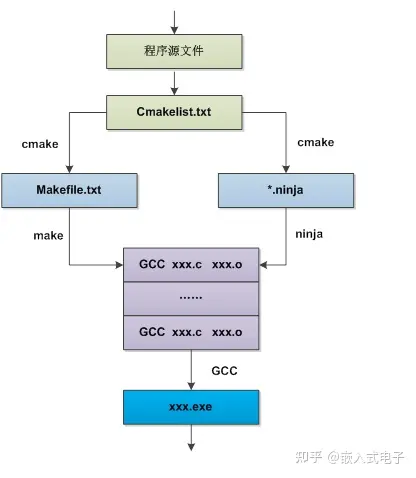 程序源文件
Cmakelist.txt
cmake
cmake
Makefile.txt
*.ninja
make
ninja
GCC xxx.c xxx.o
......
GCC xxx.c xxx.o
GCC
xxx.exe
知乎 @嵌入式电子